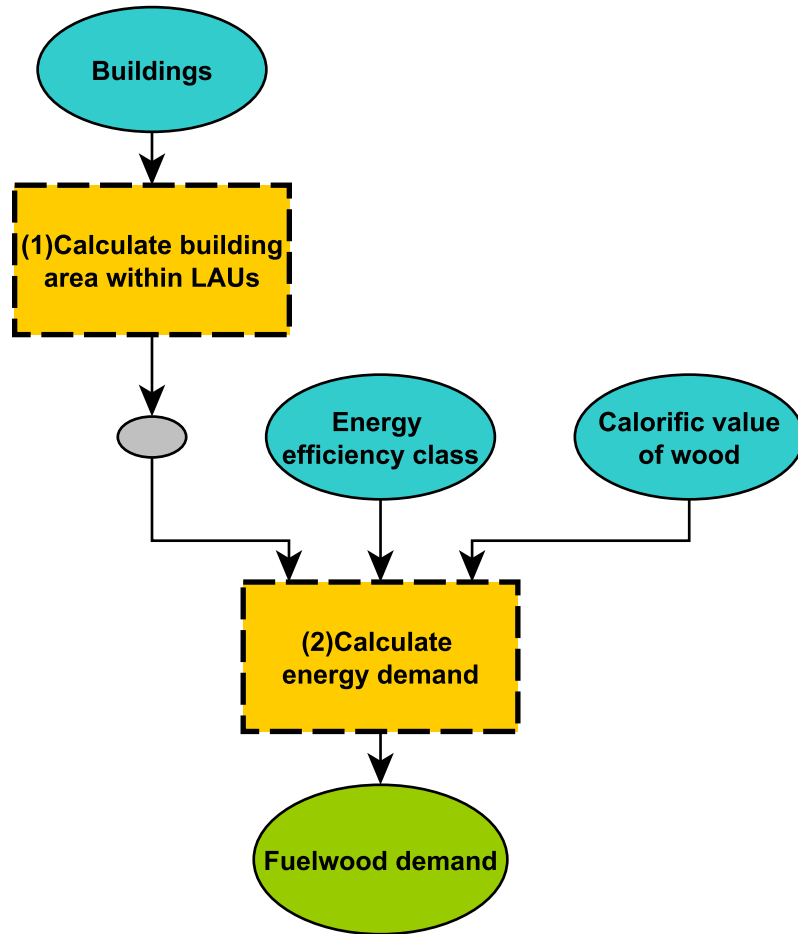 Buildings
(1)Calculate building
area within LAUs
Energy
efficiency class
Calorific value
of wood
(2)Calculate
energy demand
Fuelwood demand